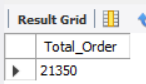 Result Grid
Total_Order
21350